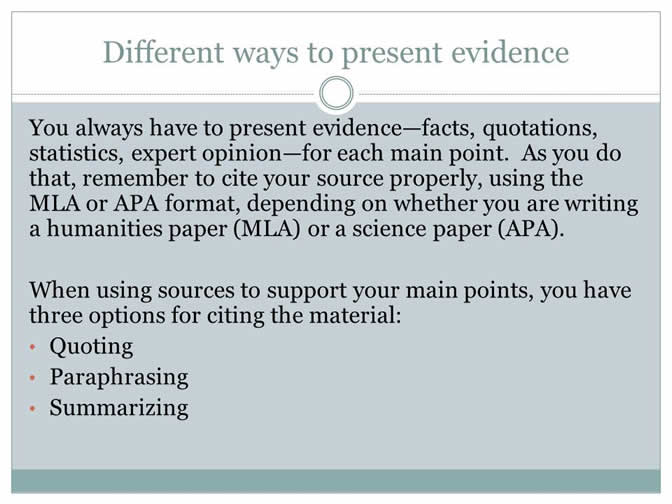 Different ways to present evidence
You always have to present evidence—facts, quotations,
statistics, expert opinion—for each main point.  As you do
that, remember to cite your source properly, using the
MLA or APA format, depending on whether you are writing
a humanities paper (MLA) or a science paper (APA).
When using sources to support your main points, you have
three options for citing the material:
• Quoting
• Paraphrasing
• Summarizing